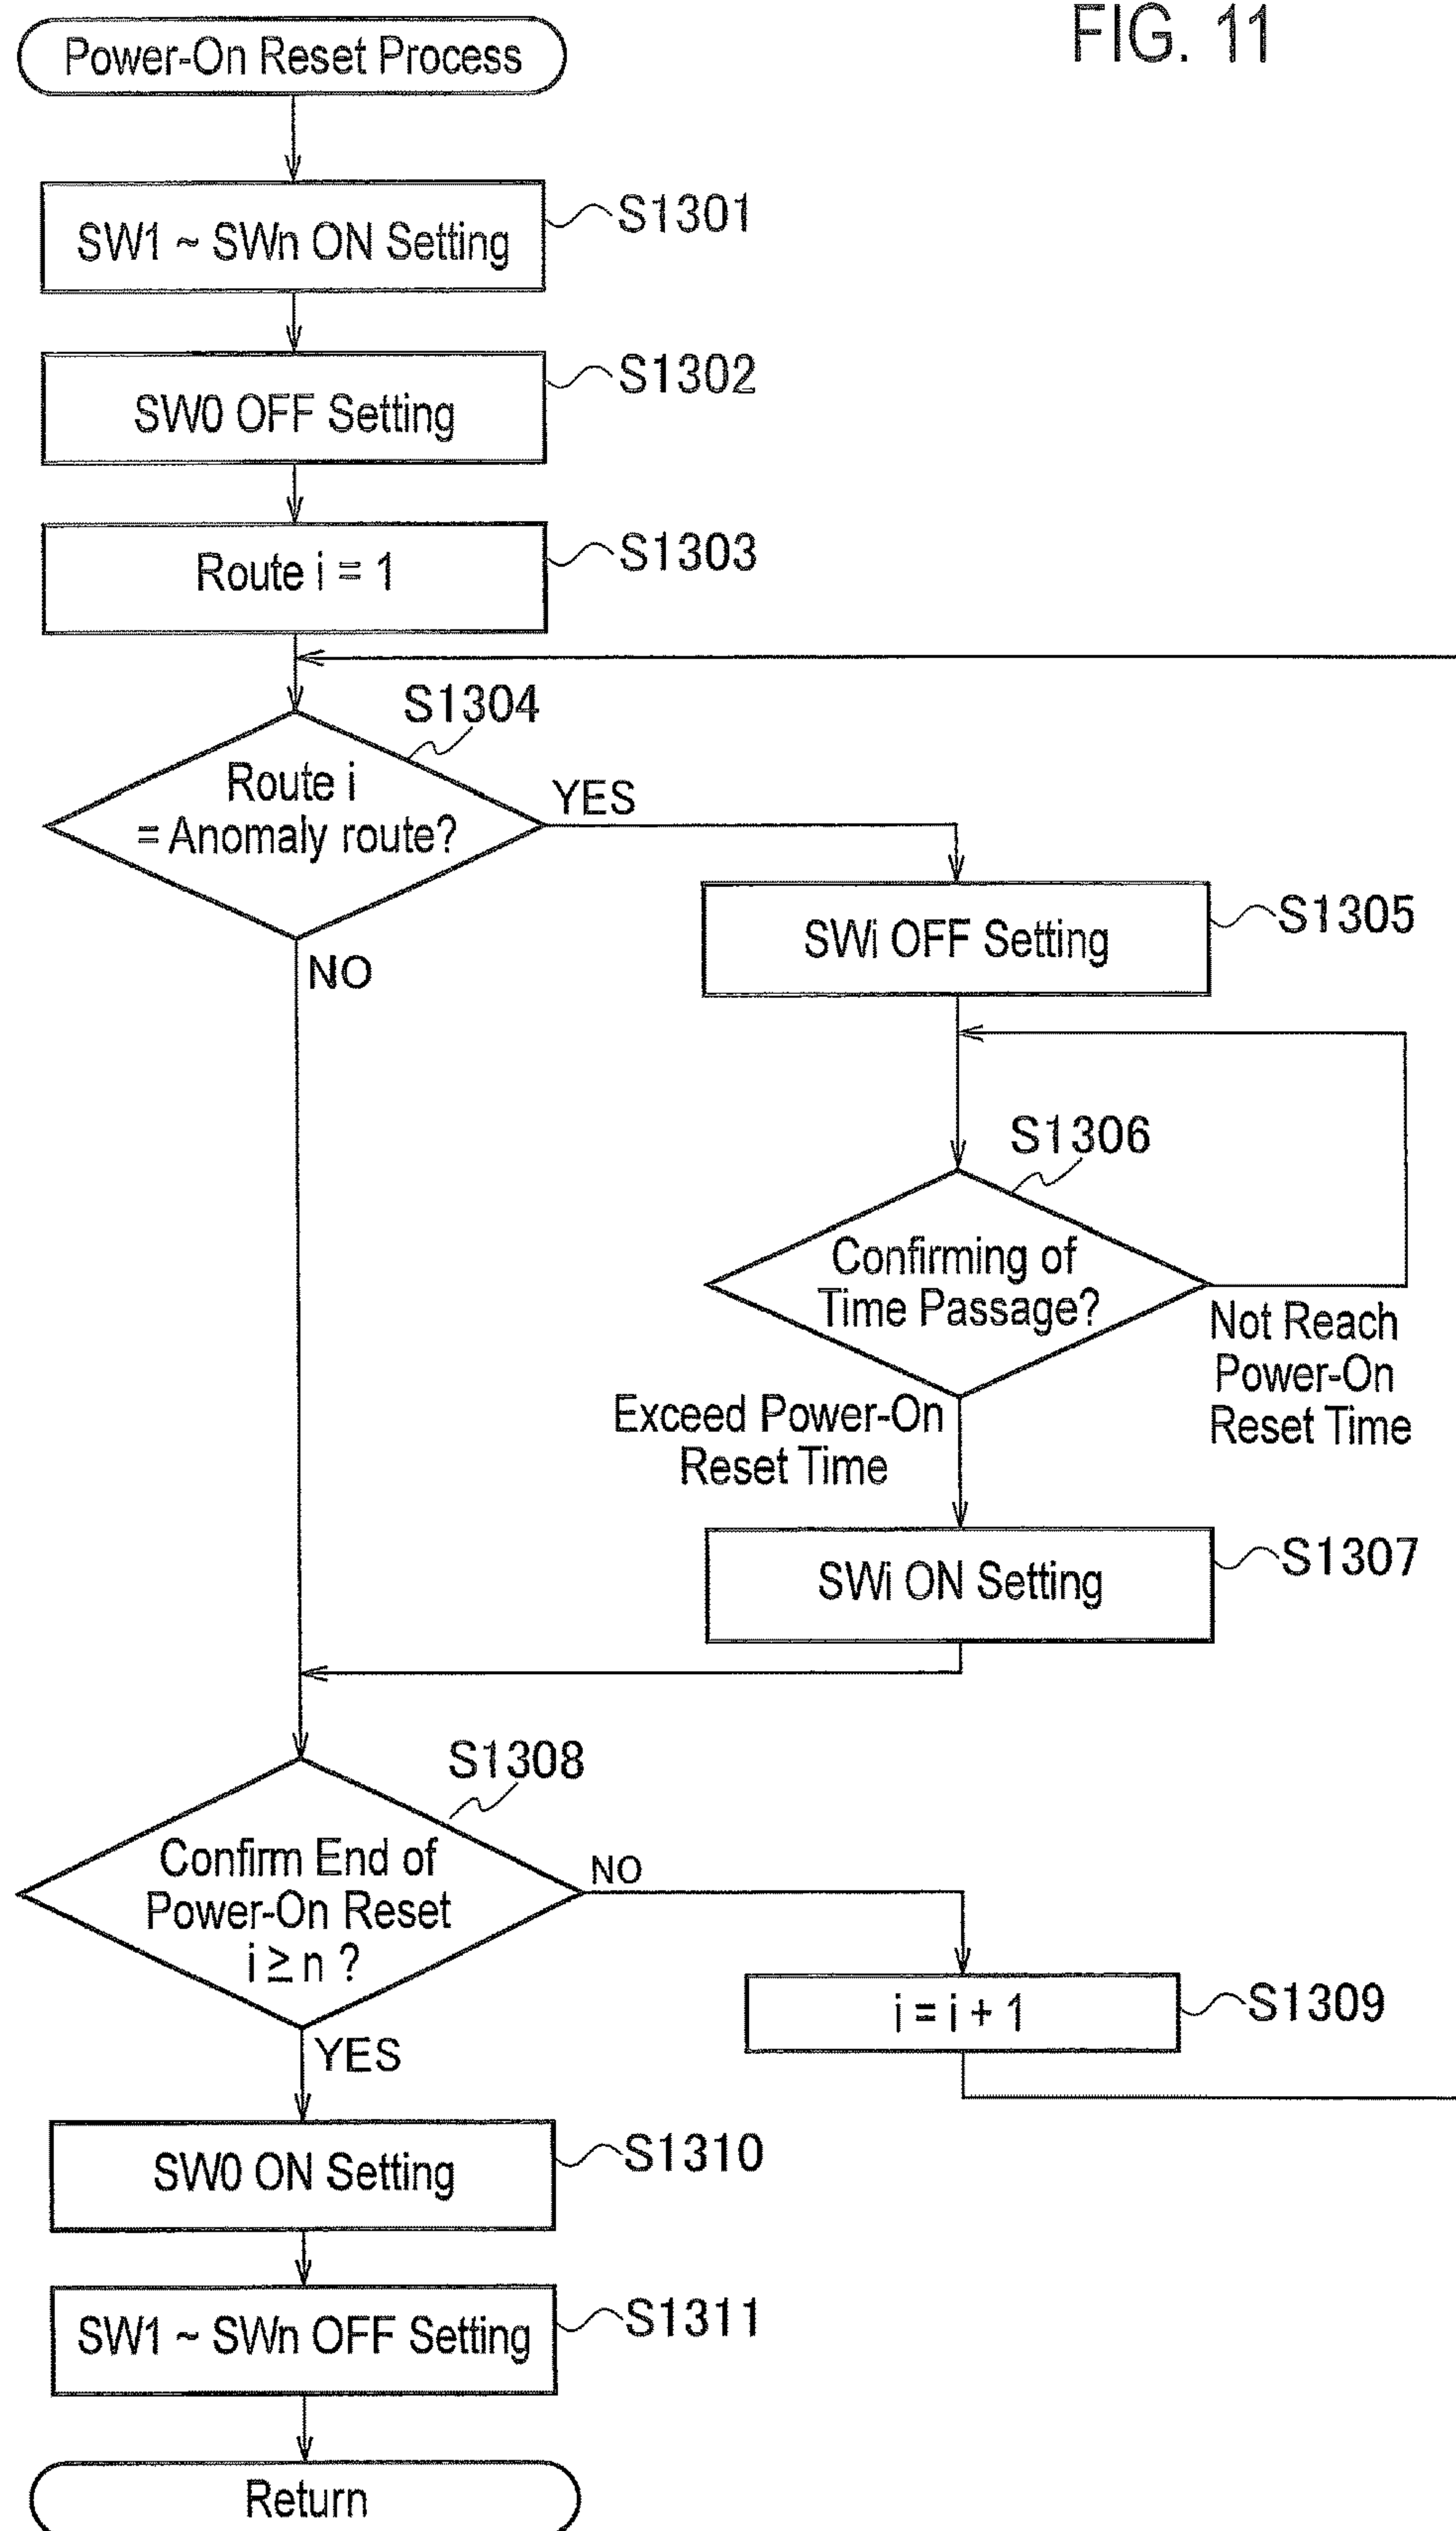 FIG. 11
Power-On Reset Process
SW1 ~ SWn ON Setting
S1301
SW0 OFF Setting
S1302
Route i = 1
S1303
S1304
Route i
= Anomaly route?
YES
NO
SWi OFF Setting
S1305
S1306
Confirming of
Time Passage?
Not Reach
Power-On
Reset Time
Exceed Power-On
Reset Time
SWi ON Setting
S1307
S1308
Confirm End of
Power-On Reset
i ≥ n ?
NO
YES
i = i + 1
S1309
SW0 ON Setting
S1310
SW1 ~ SWn OFF Setting
S1311
Return